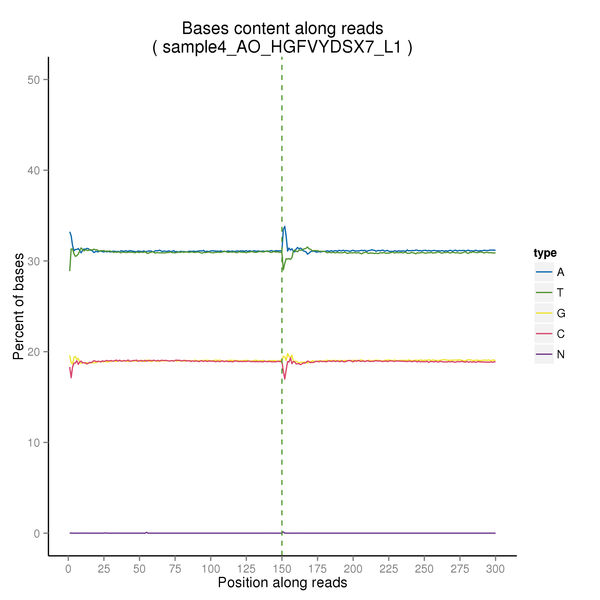 Bases content along reads
( sample4_AO_HGFVYDSX7_L1 )
50
40
30
20
10
0
Percent of bases
0 25 50 75 100 125 150 175 200 225 250 275 300
Position along reads
type
A
T
G
C
N